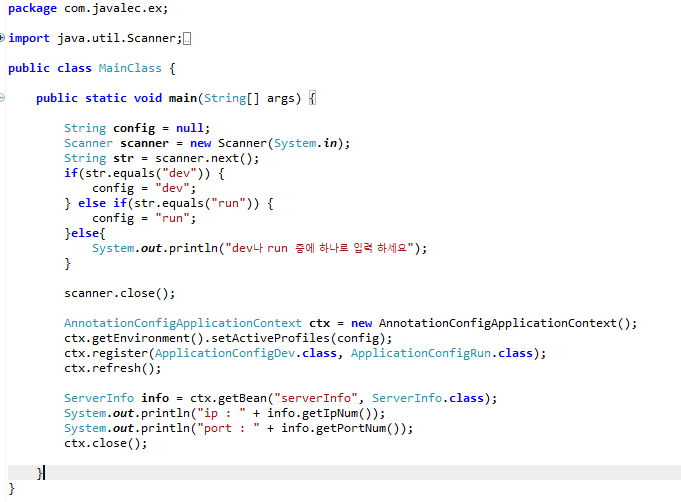 package com.javalec.ex;
import java.util.Scanner;
public class MainClass {
public static void main(String[] args) {
String config = null;
Scanner scanner = new Scanner(System.in);
String str = scanner.next();
if(str.equals("dev")) {
config = "dev";
} else if(str.equals("run")) {
config = "run";
}else{
System.out.println("dev나 run 중에 하나로 입력 하세요");
}
scanner.close();
AnnotationConfigApplicationContext ctx = new AnnotationConfigApplicationContext();
ctx.getEnvironment().setActiveProfiles(config);
ctx.register(ApplicationConfigDev.class, ApplicationConfigRun.class);
ctx.refresh();
ServerInfo info = ctx.getBean("serverInfo", ServerInfo.class);
System.out.println("ip : " + info.getIpNum());
System.out.println("port : " + info.getPortNum());
ctx.close();
}
}